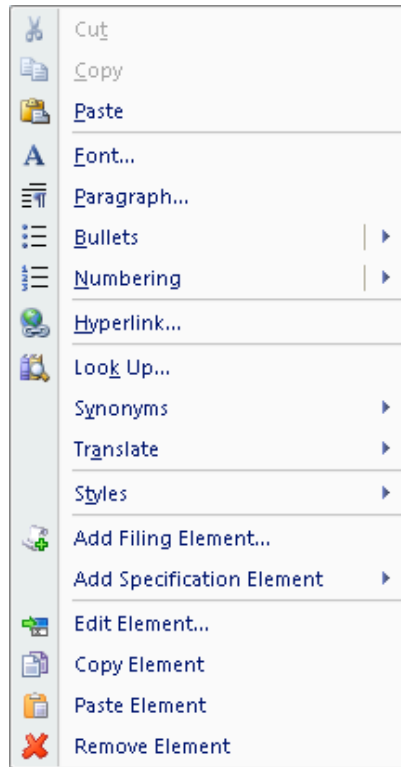 Cut
Copy
Paste
Font...
Paragraph...
Bullets
Numbering
Hyperlink...
Look Up...
Synonyms
Translate
Styles
Add Filing Element...
Add Specification Element
Edit Element...
Copy Element
Paste Element
Remove Element